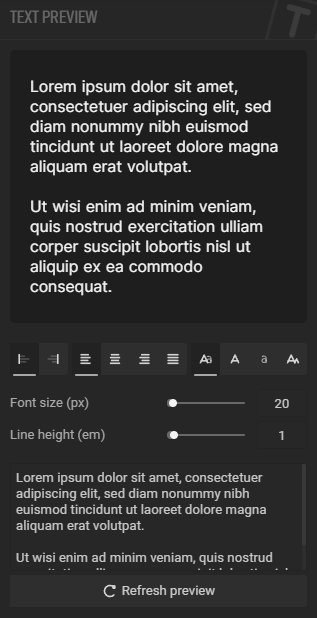 TEXT PREVIEW
T
Lorem ipsum dolor sit amet,
consectetuer adipiscing elit, sed
diam nonummy nibh euismod
tincidunt ut laoreet dolore magna
aliquam erat volutpat.
Ut wisi enim ad minim veniam,
quis nostrud exercitation ulliam
corper suscipit lobortis nisl ut
aliquip ex ea commodo
consequat.
Aa A a AA
Font size (px) 20
Line height (em) 1
Lorem ipsum dolor sit amet, consectetuer
adipiscing elit, sed diam nonummy nibh
euismod tincidunt ut laoreet dolore magna
aliquam erat volutpat.
Ut wisi enim ad minim veniam, quis nostrud
Refresh preview